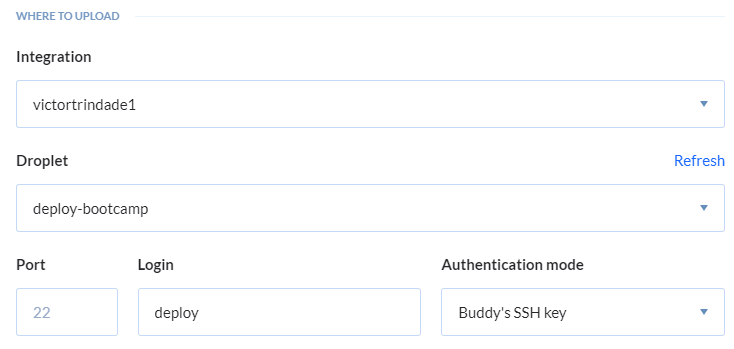 WHERE TO UPLOAD
Integration
victortrindade1
Droplet Refresh
deploy-bootcamp
Port Login Authentication mode
22 deploy Buddy's SSH key